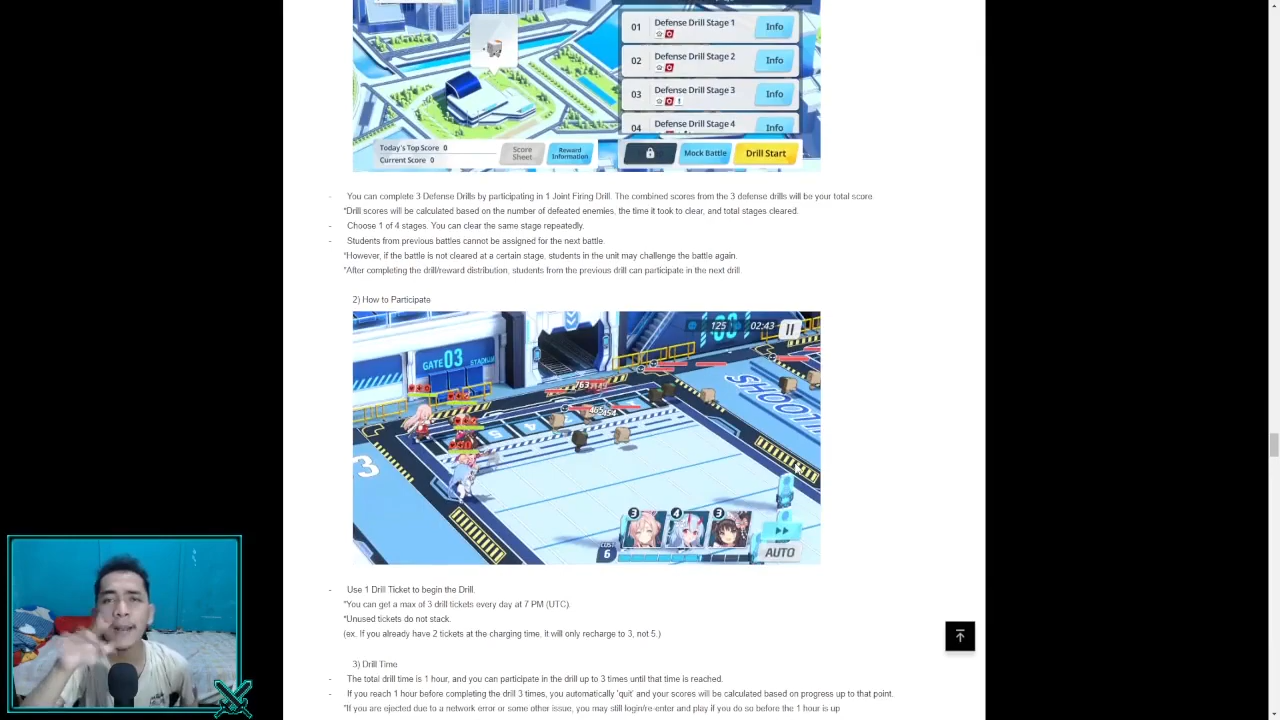 01 Defense Drill Stage 1 Info
02 Defense Drill Stage 2 Info
03 Defense Drill Stage 3 Info
04 Defense Drill Stage 4 Info
Today's Top Score 0
Current Score 0
Score Sheet
Reward Information
Mock Battle
Drill Start
- You can complete 3 Defense Drills by participating in 1 Joint Firing Drill. The combined scores from the 3 defense drills will be your total score
*Drill scores will be calculated based on the number of defeated enemies, the time it took to clear, and total stages cleared.
- Choose 1 of 4 stages. You can clear the same stage repeatedly.
- Students from previous battles cannot be assigned for the next battle.
*However, if the battle is not cleared at a certain stage, students in the unit may challenge the battle again.
*After completing the drill/reward distribution, students from the previous drill can participate in the next drill.
2) How to Participate
125 02:43
GATE 03 STADIUM
03
763
SHOOTI
5 4
3
3 4 3
COST
6
AUTO
- Use 1 Drill Ticket to begin the Drill.
*You can get a max of 3 drill tickets every day at 7 PM (UTC).
*Unused tickets do not stack.
(ex. If you already have 2 tickets at the charging time, it will only recharge to 3, not 5.)
3) Drill Time
- The total drill time is 1 hour, and you can participate in the drill up to 3 times until that time is reached.
- If you reach 1 hour before completing the drill 3 times, you automatically 'quit' and your scores will be calculated based on progress up to that point.
*If you are ejected due to a network error or some other issue, you may still login/re-enter and play if you do so before the 1 hour is up